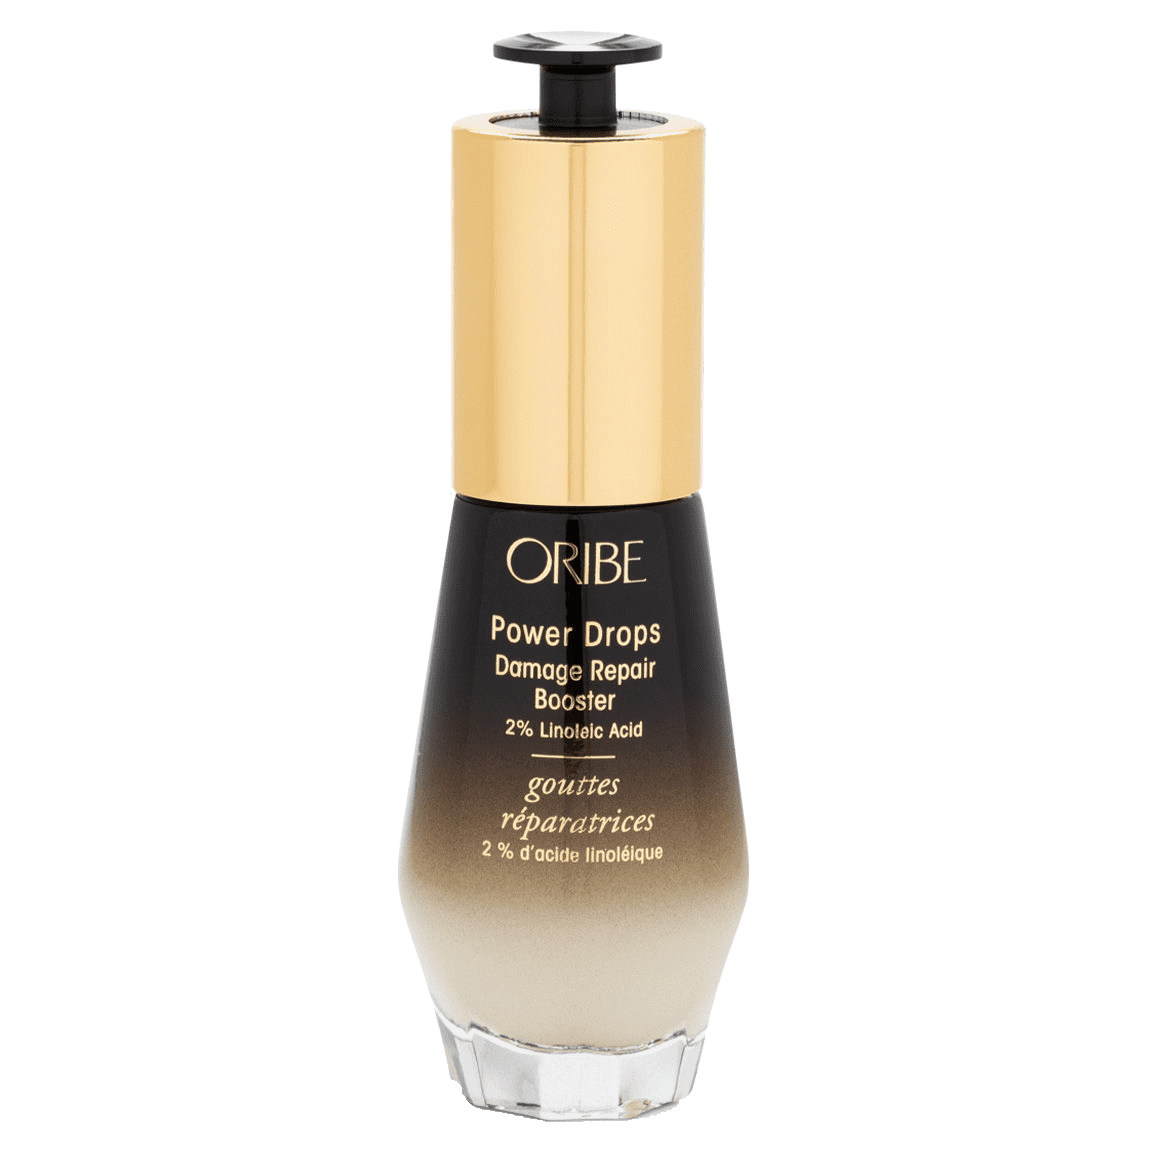 ORIBE
Power Drops
Damage Repair
Booster
2% Linoleic Acid
gouttes
réparatrices
2 % d'acide linoléique